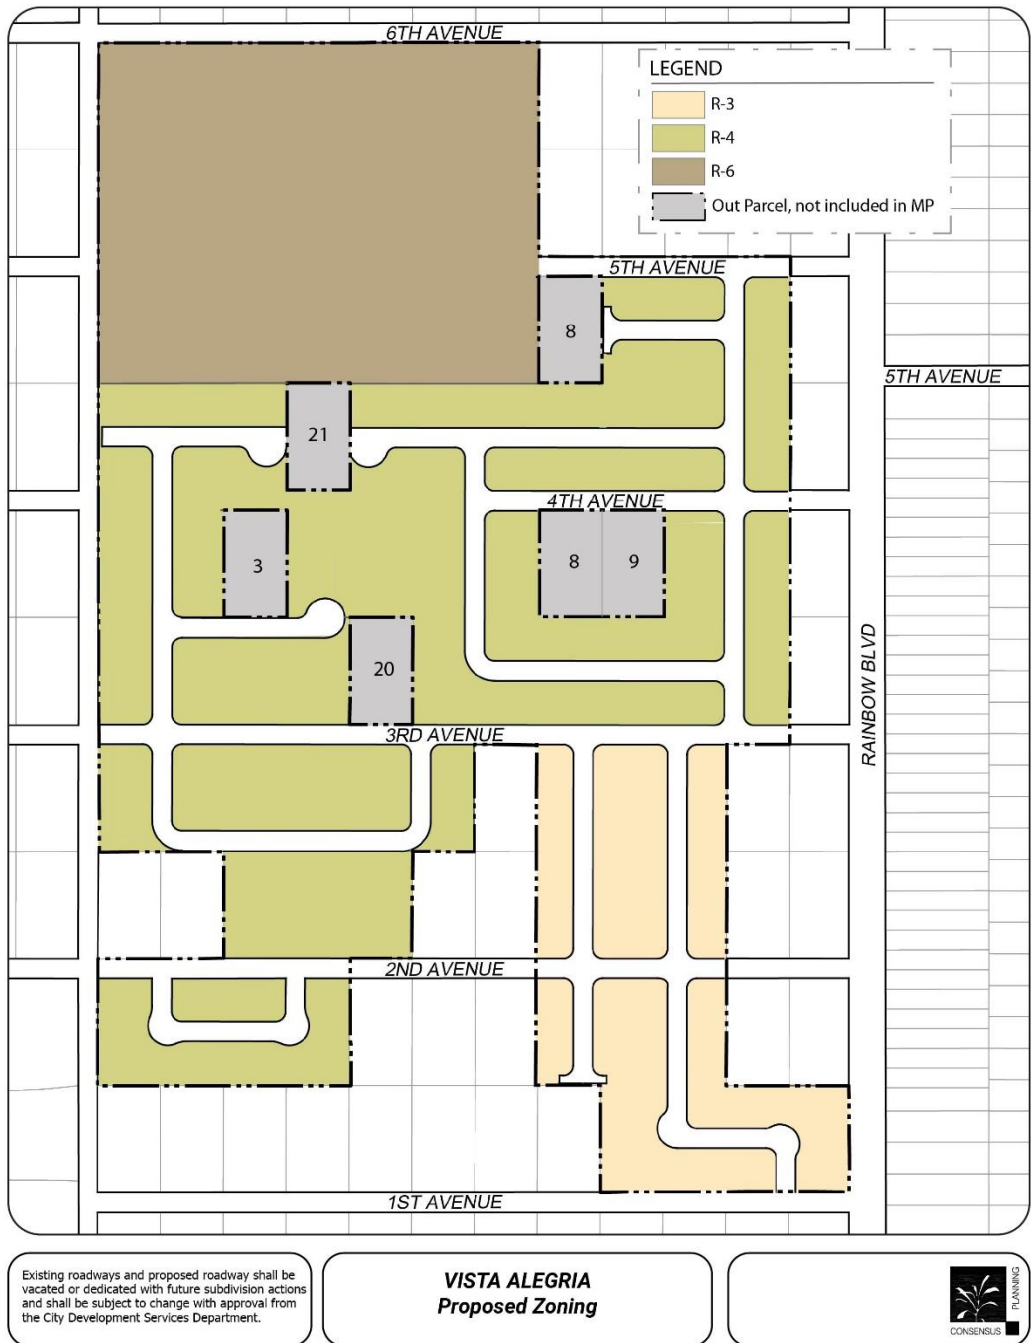 6TH AVENUE
LEGEND
R-3
R-4
R-6
Out Parcel, not included in MP
5TH AVENUE
8
5TH AVENUE
21
4TH AVENUE
3
8
9
20
3RD AVENUE
RAINBOW BLVD
2ND AVENUE
1ST AVENUE
Existing roadways and proposed roadway shall be
vacated or dedicated with future subdivision actions
and shall be subject to change with approval from
the City Development Services Department.
VISTA ALEGRIA
Proposed Zoning
CONSENSUS
PLANNING